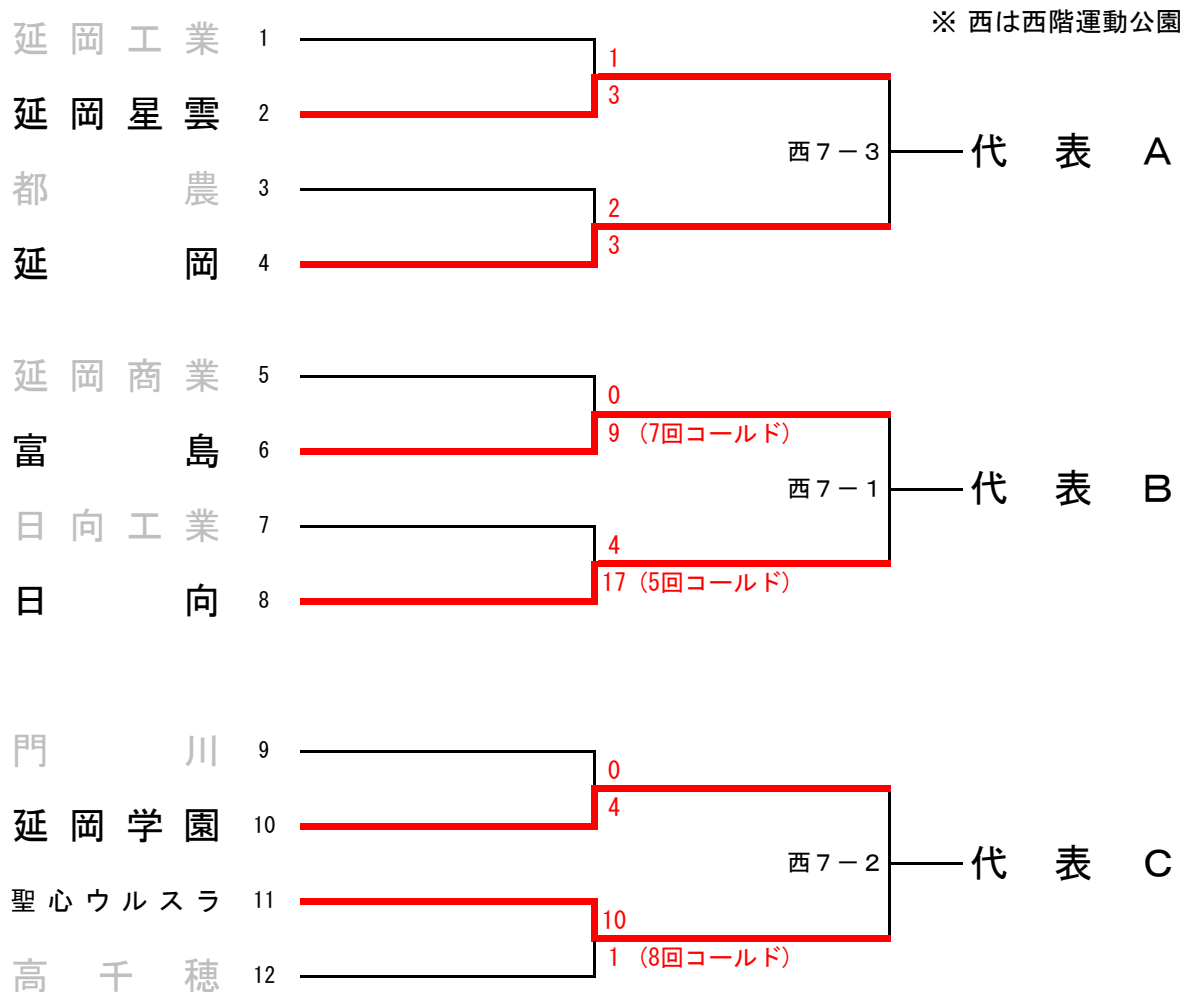 ※ 西は西階運動公園
延岡工業 1
1
延岡星雲 2
3
西7－3 代表A
都農 3
2
延岡 4
3
延岡商業 5
0
富島 6
9 (7回コールド)
西7－1 代表B
日向工業 7
4
日向 8
17 (5回コールド)
門川 9
0
延岡学園 10
4
西7－2 代表C
聖心ウルスラ 11
10
高千穂 12
1 (8回コールド)